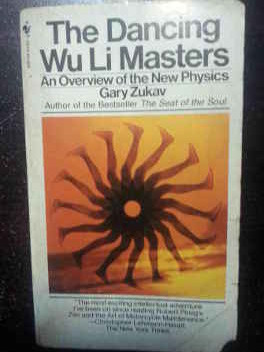 The Dancing
Wu Li Masters
An Overview of the New Physics
Gary Zukav
Author of the Bestseller The Seat of the Soul
"The most exciting intellectual adventure
I've been on since reading Robert Pirsig's
Zen and the Art of Motorcycle Maintenance."
—Christopher Lehmann-Haupt,
The New York Times